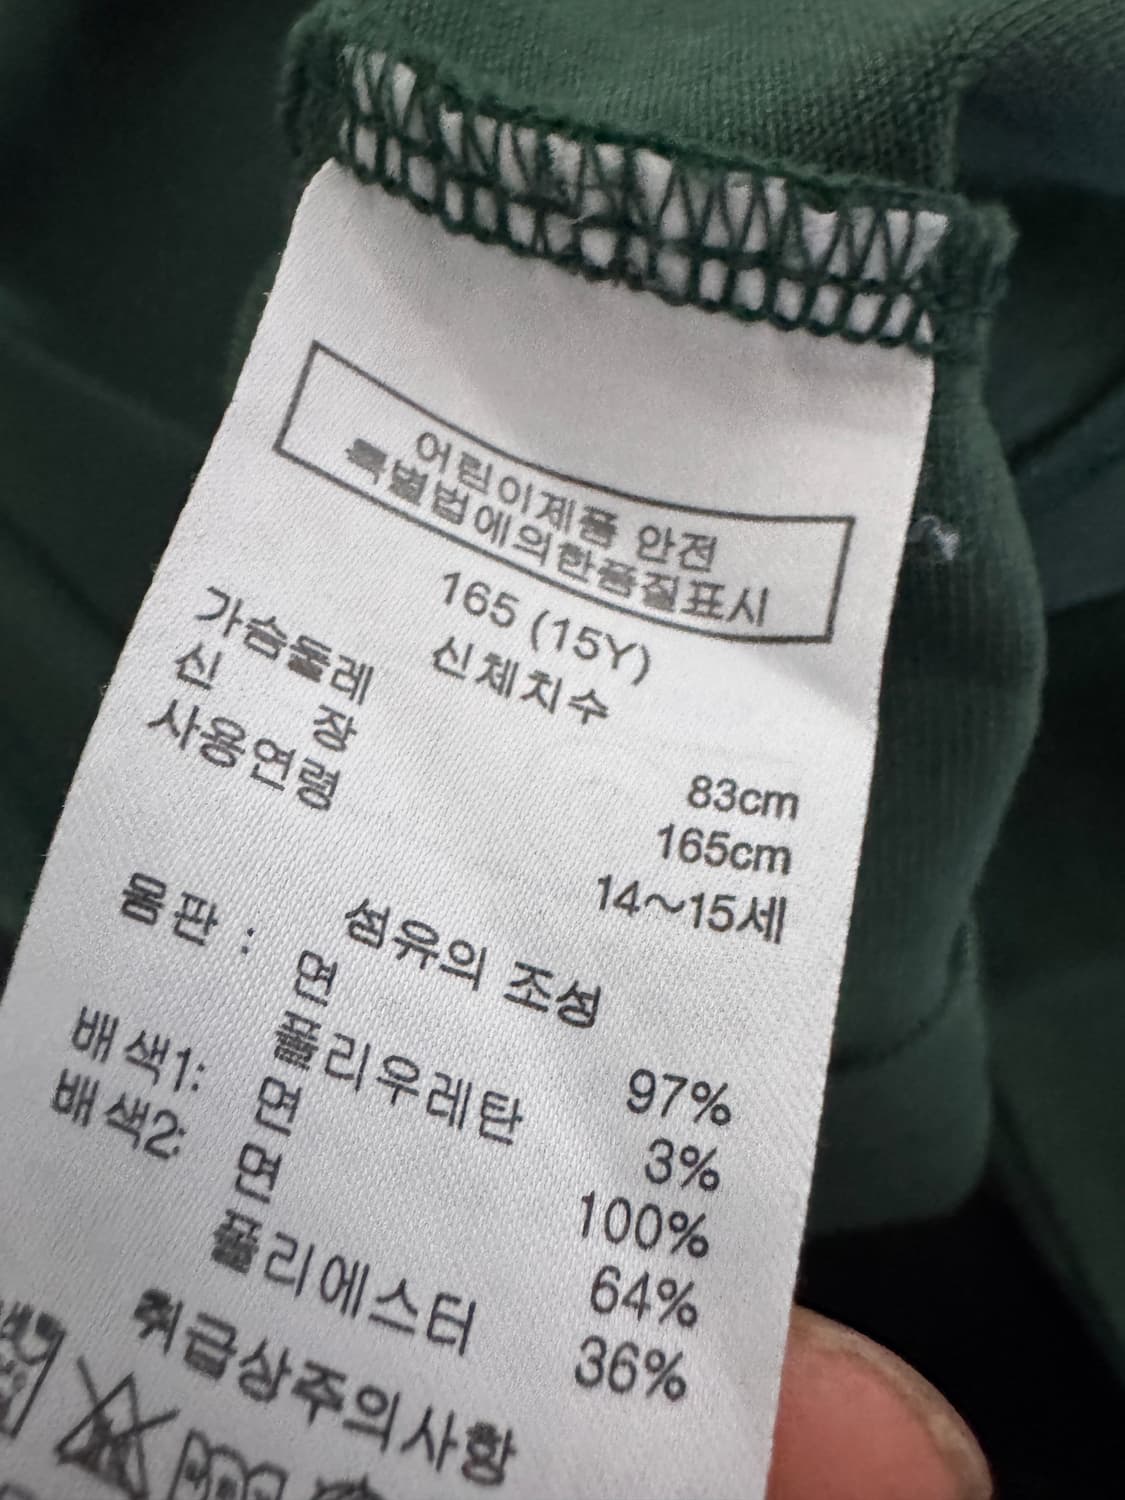 어린이제품 안전
특별법에의한품질표시
165 (15Y)
신체치수
가슴둘레 83cm
신 장 165cm
사용연령 14~15세
섬유의 조성
몸판 : 면 97%
폴리우레탄 3%
배색1: 면 100%
배색2: 면 64%
폴리에스터 36%
취급상주의사항